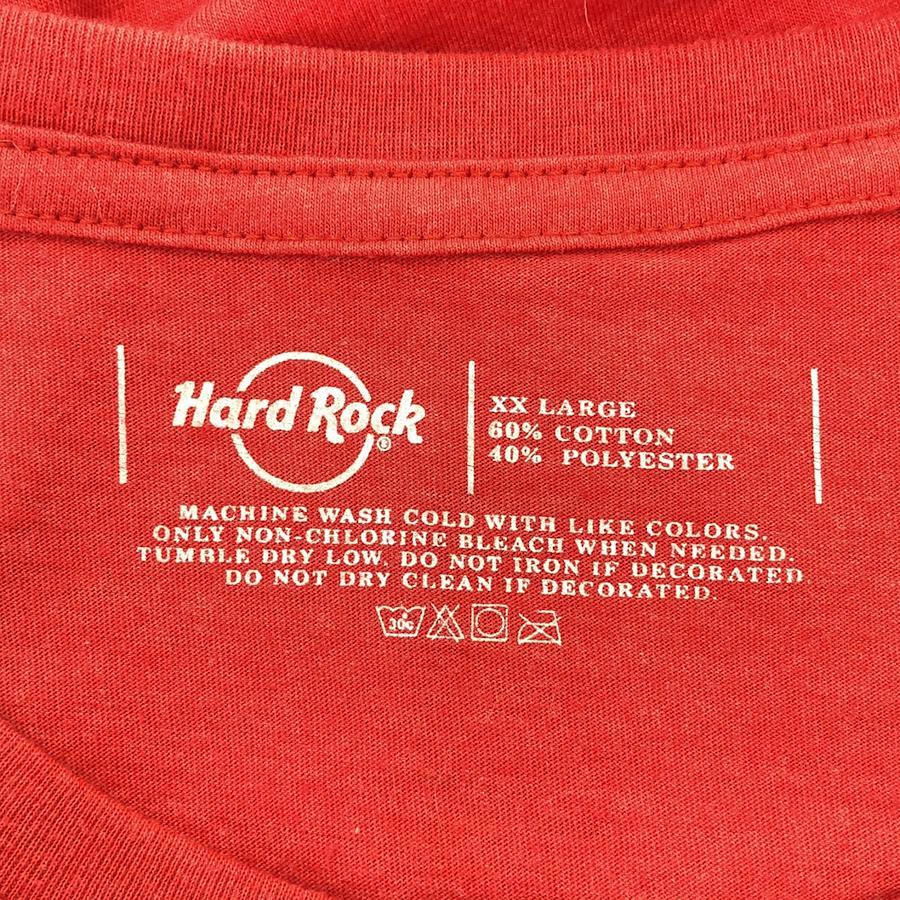 Hard Rock®
XX LARGE
60% COTTON
40% POLYESTER
MACHINE WASH COLD WITH LIKE COLORS.
ONLY NON-CHLORINE BLEACH WHEN NEEDED.
TUMBLE DRY LOW. DO NOT IRON IF DECORATED
DO NOT DRY CLEAN IF DECORATED.
30c